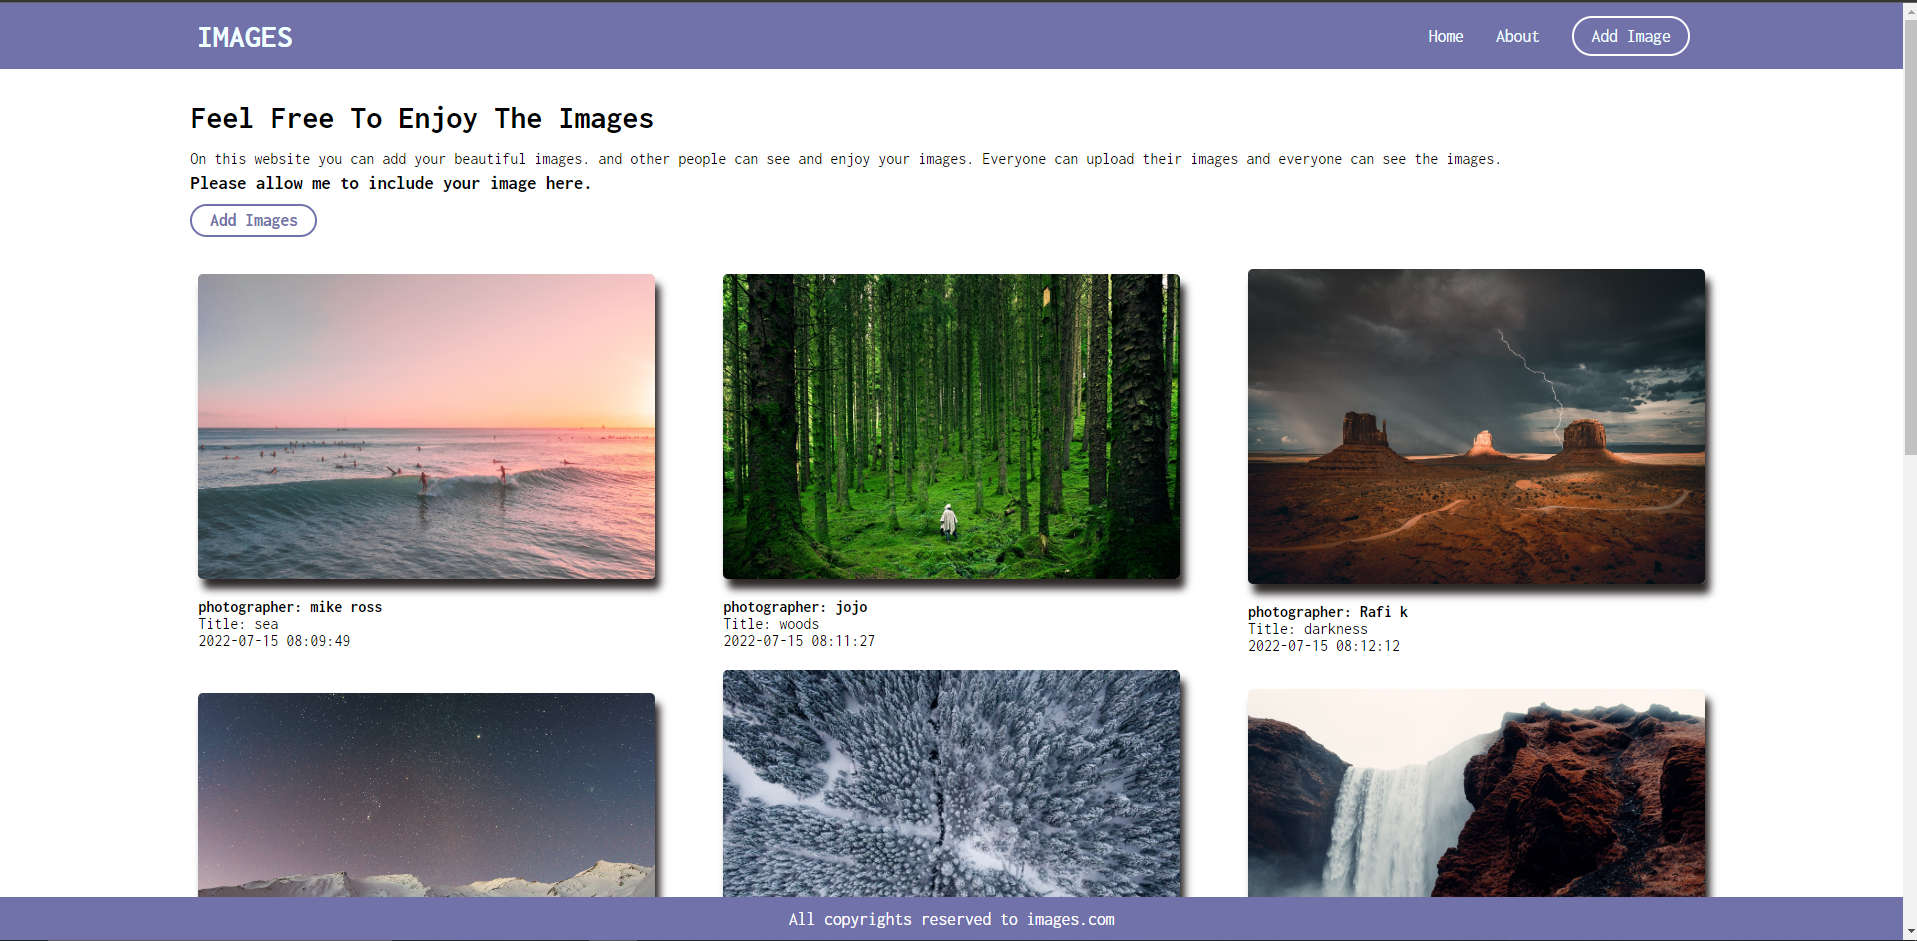 IMAGES
Home
About
Add Image
Feel Free To Enjoy The Images
On this website you can add your beautiful images. and other people can see and enjoy your images. Everyone can upload their images and everyone can see the images.
Please allow me to include your image here.
Add Images
photographer: mike ross
Title: sea
2022-07-15 08:09:49
photographer: jojo
Title: woods
2022-07-15 08:11:27
photographer: Rafi k
Title: darkness
2022-07-15 08:12:12
All copyrights reserved to images.com